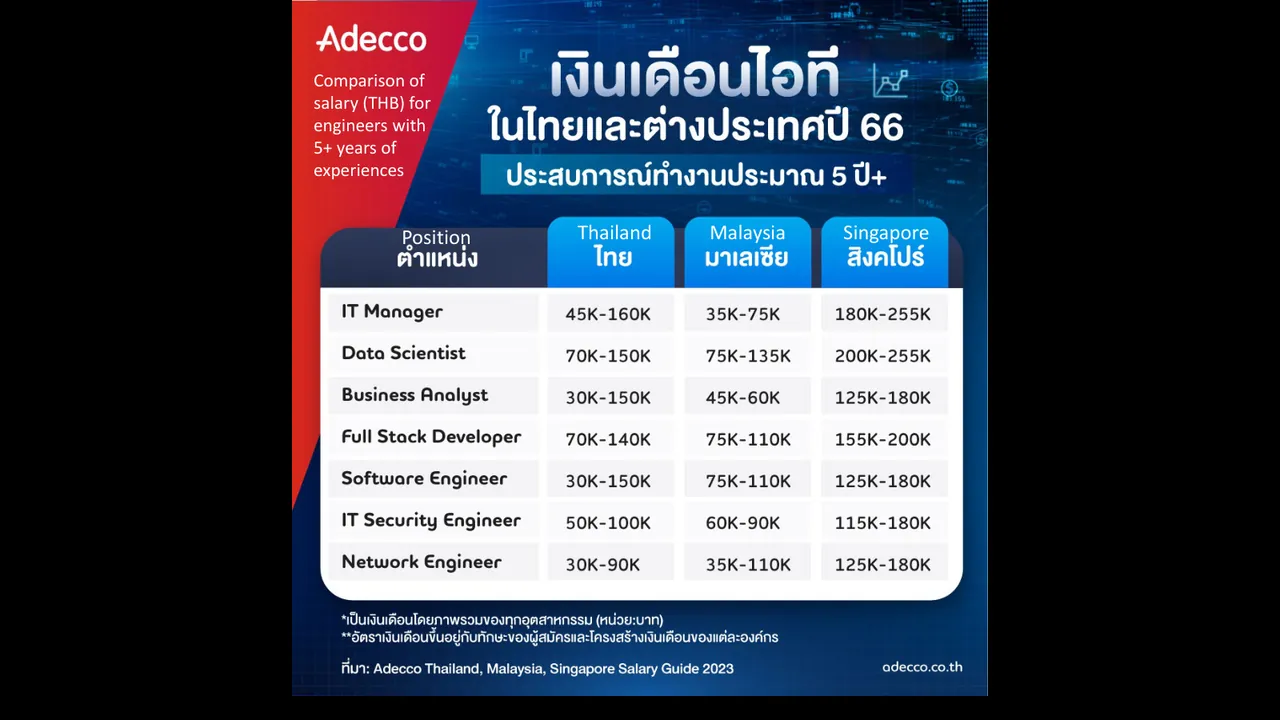 Adecco
Comparison of
salary (THB) for
engineers with
5+ years of
experiences
เงินเดือนไอที
ในไทยและต่างประเทศปี 66
ประสบการณ์ทำงานประมาณ 5 ปี+
Position Thailand Malaysia Singapore
ตำแหน่ง ไทย มาเลเซีย สิงคโปร์
IT Manager 45K-160K 35K-75K 180K-255K
Data Scientist 70K-150K 75K-135K 200K-255K
Business Analyst 30K-150K 45K-60K 125K-180K
Full Stack Developer 70K-140K 75K-110K 155K-200K
Software Engineer 30K-150K 75K-110K 125K-180K
IT Security Engineer 50K-100K 60K-90K 115K-180K
Network Engineer 30K-90K 35K-110K 125K-180K
*เป็นเงินเดือนโดยภาพรวมของทุกอุตสาหกรรม (หน่วย:บาท)
**อัตราเงินเดือนขึ้นอยู่กับทักษะของผู้สมัครและโครงสร้างเงินเดือนของแต่ละองค์กร
ที่มา: Adecco Thailand, Malaysia, Singapore Salary Guide 2023
adecco.co.th